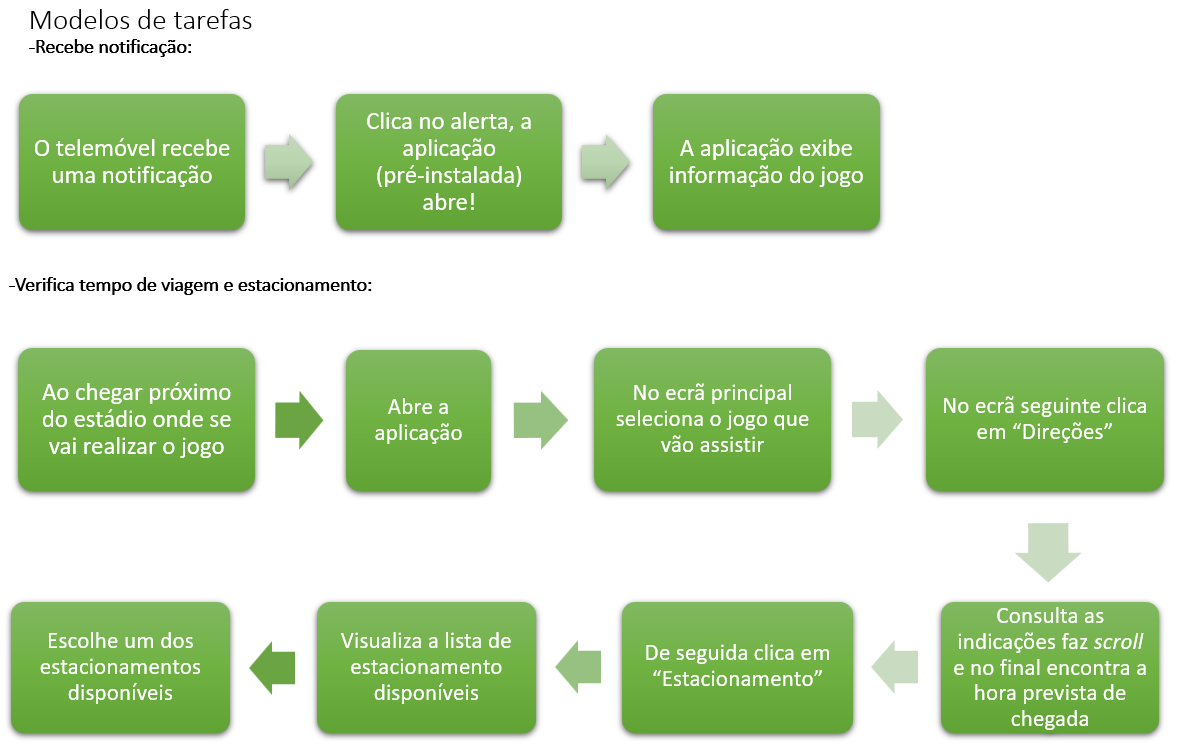 Modelos de tarefas
-Recebe notificação:
O telemóvel recebe
uma notificação
Clica no alerta, a
aplicação
(pré-instalada)
abre!
A aplicação exibe
informação do jogo
-Verifica tempo de viagem e estacionamento:
Ao chegar próximo
do estádio onde se
vai realizar o jogo
Abre a
aplicação
No ecrã principal
seleciona o jogo que
vão assistir
No ecrã seguinte clica
em “Direções”
Consulta as
indicações faz scroll
e no final encontra a
hora prevista de
chegada
De seguida clica em
“Estacionamento”
Visualiza a lista de
estacionamento
disponíveis
Escolhe um dos
estacionamentos
disponíveis